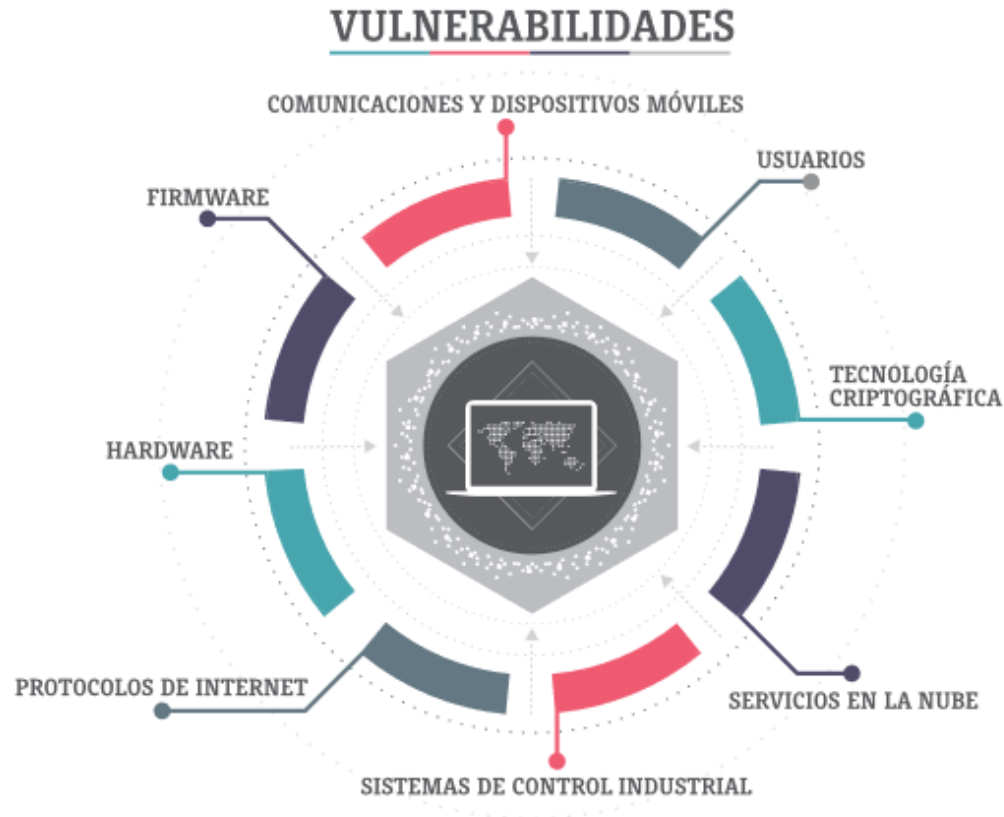 VULNERABILIDADES
COMUNICACIONES Y DISPOSITIVOS MÓVILES
USUARIOS
FIRMWARE
TECNOLOGÍA
CRIPTOGRÁFICA
HARDWARE
PROTOCOLOS DE INTERNET
SERVICIOS EN LA NUBE
SISTEMAS DE CONTROL INDUSTRIAL